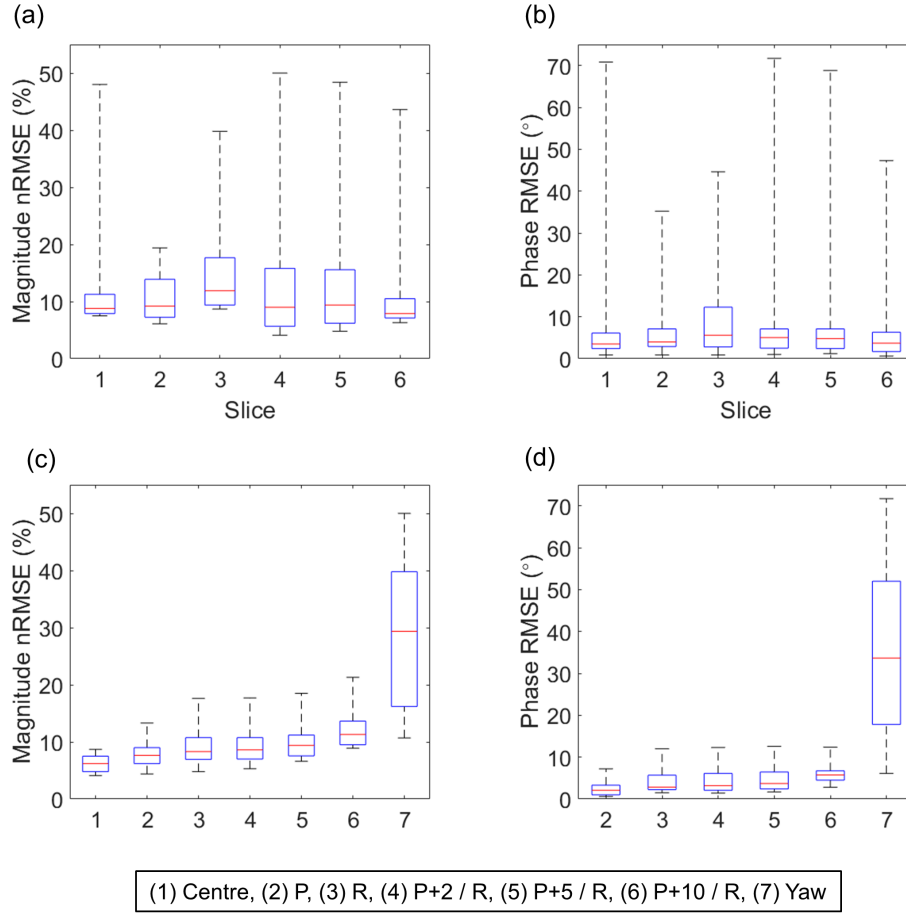 (a)
Magnitude nRMSE (%)
50
40
30
20
10
0
1 2 3 4 5 6
Slice
(b)
Phase RMSE (°)
70
60
50
40
30
20
10
0
1 2 3 4 5 6
Slice
(c)
Magnitude nRMSE (%)
50
40
30
20
10
0
1 2 3 4 5 6 7
(d)
Phase RMSE (°)
70
60
50
40
30
20
10
0
2 3 4 5 6 7
(1) Centre, (2) P, (3) R, (4) P+2 / R, (5) P+5 / R, (6) P+10 / R, (7) Yaw